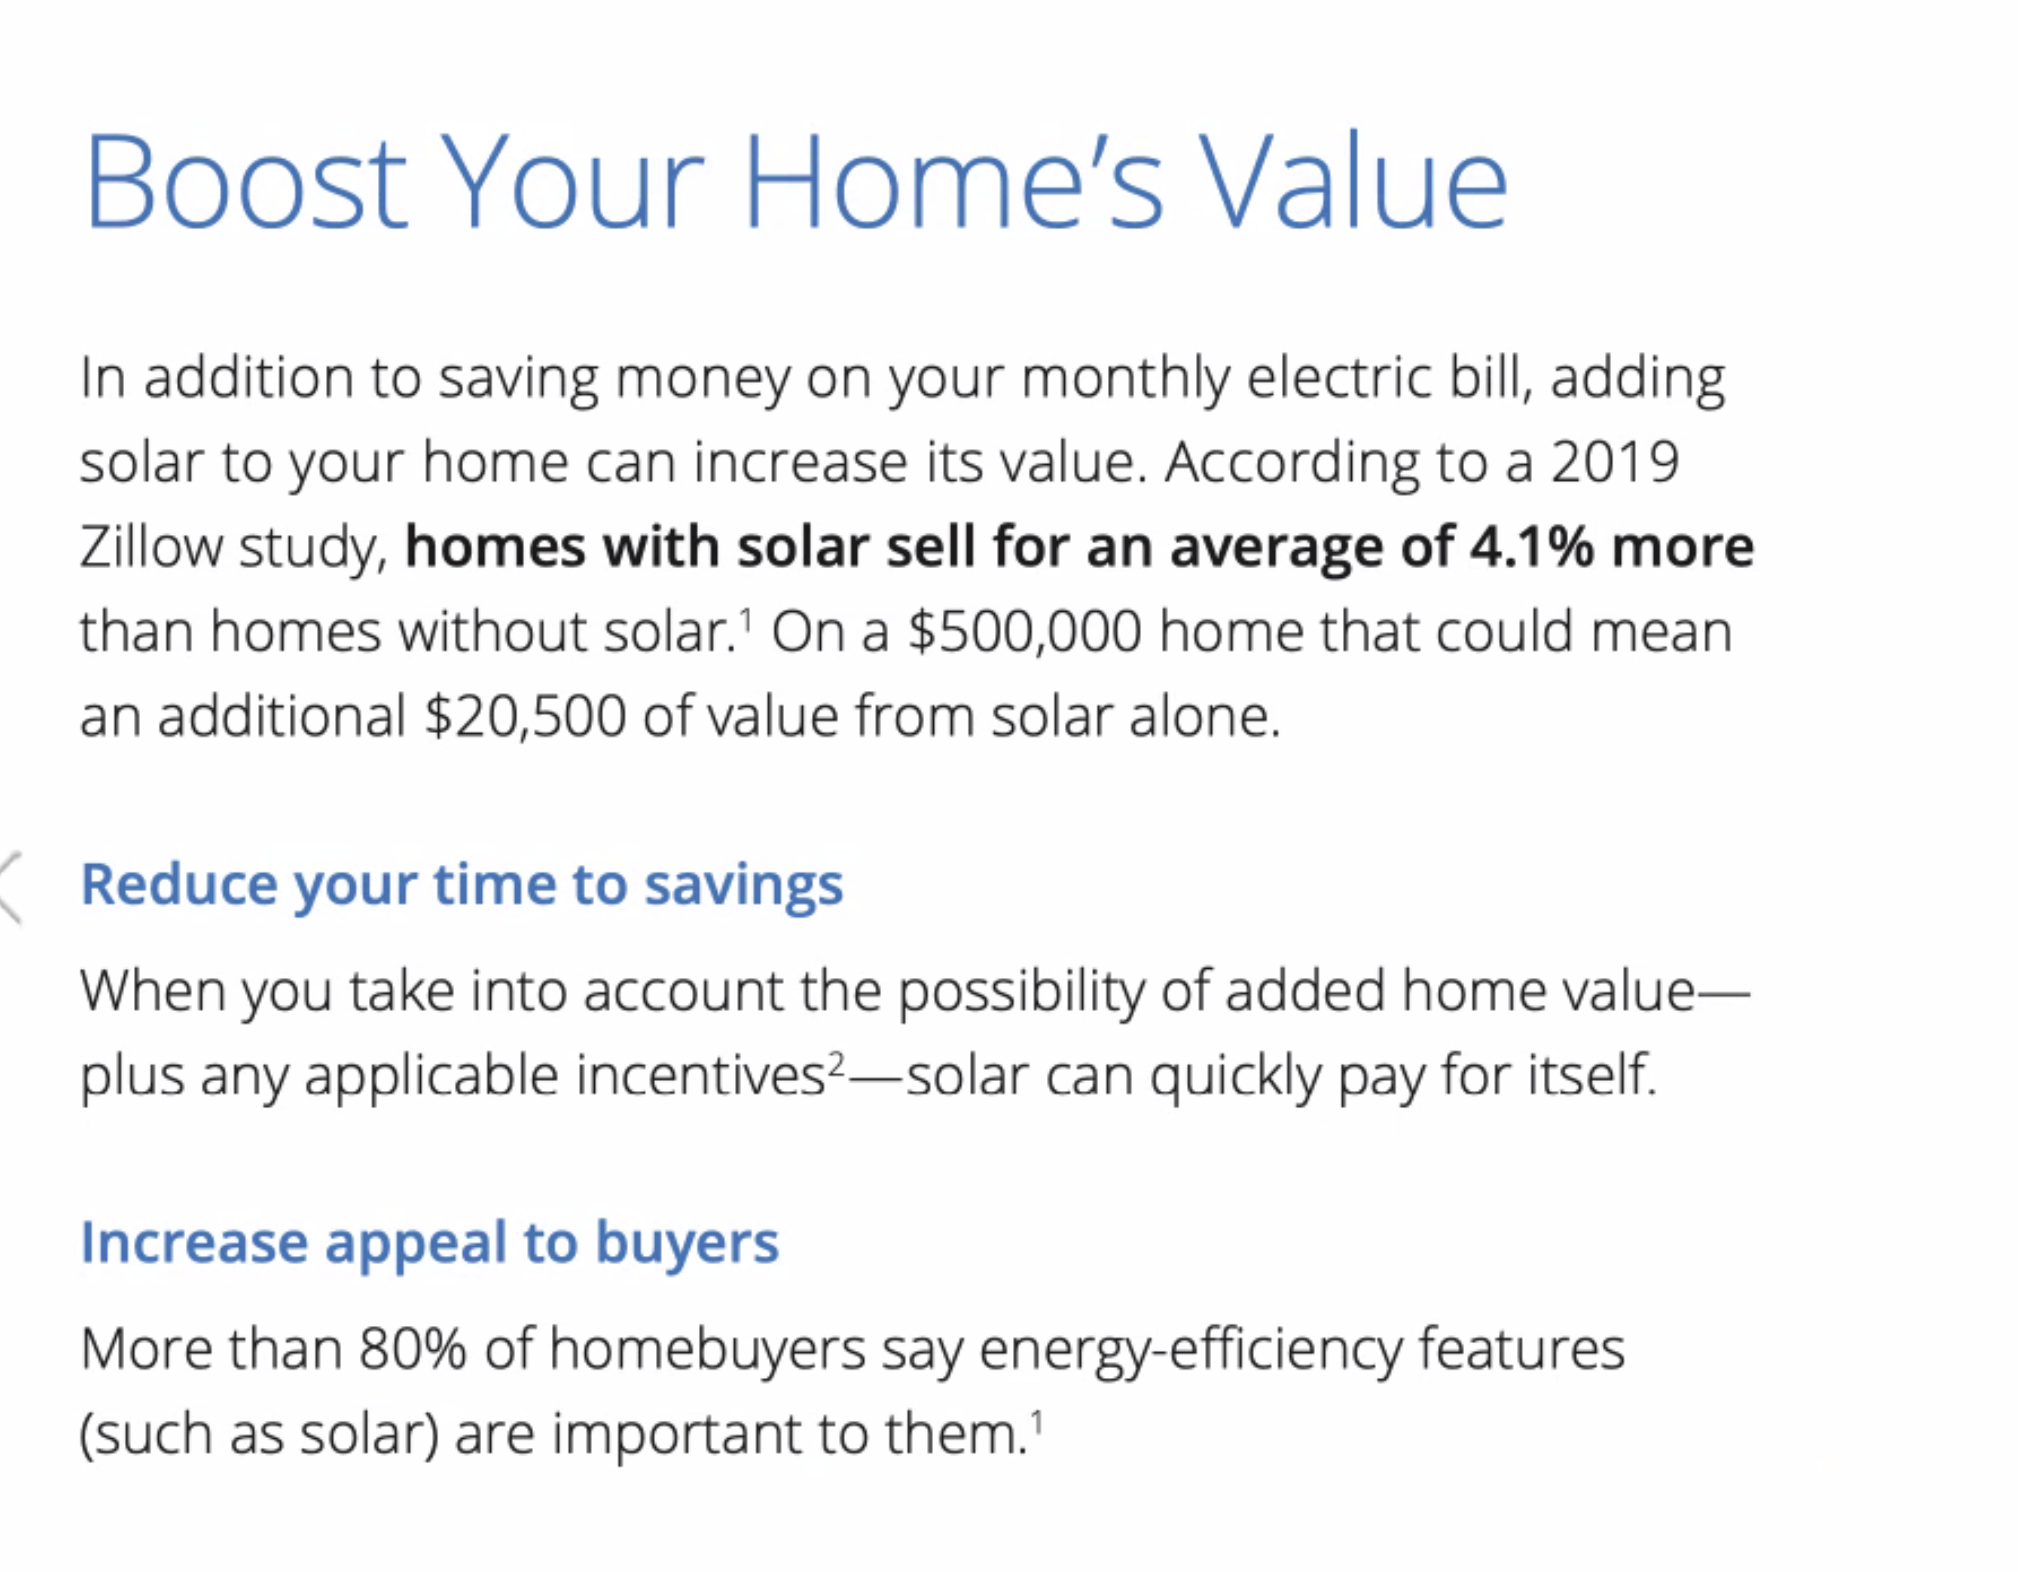 Boost Your Home’s Value
In addition to saving money on your monthly electric bill, adding
solar to your home can increase its value. According to a 2019
Zillow study, homes with solar sell for an average of 4.1% more
than homes without solar.¹ On a $500,000 home that could mean
an additional $20,500 of value from solar alone.
Reduce your time to savings
When you take into account the possibility of added home value—
plus any applicable incentives²—solar can quickly pay for itself.
Increase appeal to buyers
More than 80% of homebuyers say energy-efficiency features
(such as solar) are important to them.¹